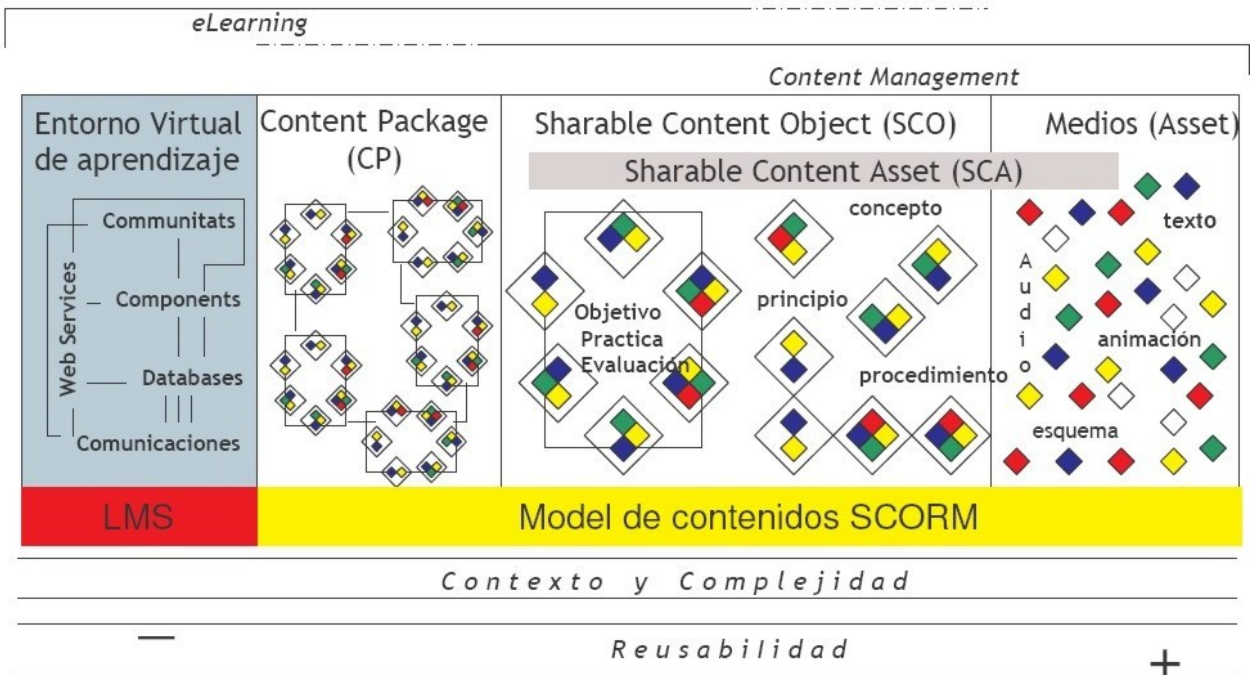 eLearning
Content Management
Entorno Virtual
de aprendizaje
Communitats
Web Services
Components
Databases
Comunicaciones
Content Package
(CP)
Sharable Content Object (SCO)
Sharable Content Asset (SCA)
Objetivo
Practica
Evaluación
concepto
principio
procedimiento
Medios (Asset)
texto
Audio
animación
esquema
LMS
Model de contenidos SCORM
Contexto y Complejidad
—
Reusabilidad
+